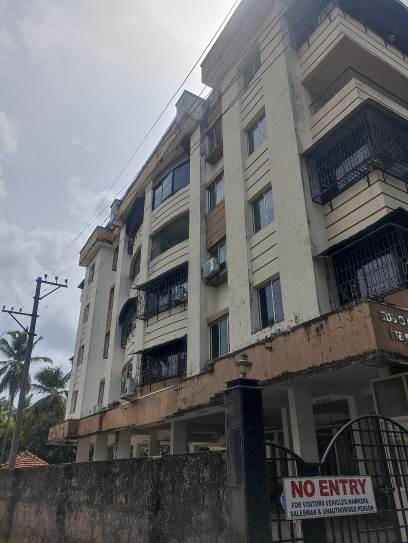 NO ENTRY
FOR VISITORS VEHICLES, HAWKERS,
SALESMAN & UNAUTHORISED PERSON